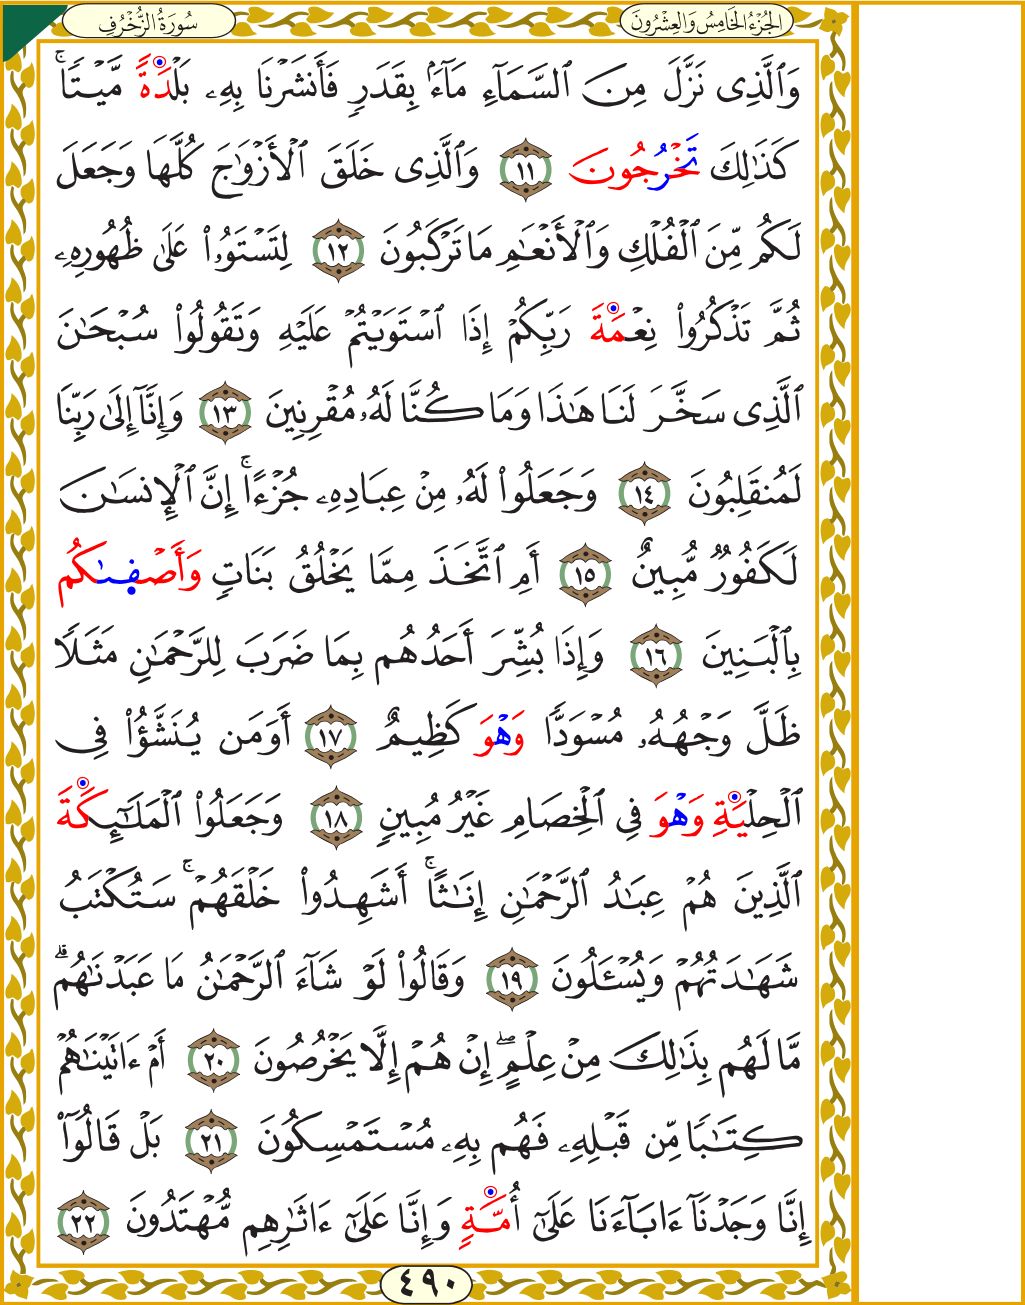 الجُزْءُ الخَامِسُ وَالعِشْرُونَ
سُورَةُ الزُّخْرُفِ
وَٱلَّذِى نَزَّلَ مِنَ ٱلسَّمَآءِ مَآءًۢ بِقَدَرٍ فَأَنشَرْنَا بِهِۦ بَلْدَةً مَّيْتًا ۚ
كَذَٰلِكَ تَخْرُجُونَ ١١ وَٱلَّذِى خَلَقَ ٱلْأَزْوَٰجَ كُلَّهَا وَجَعَلَ
لَكُم مِّنَ ٱلْفُلْكِ وَٱلْأَنْعَٰمِ مَا تَرْكَبُونَ ١٢ لِتَسْتَوُۥا۟ عَلَىٰ ظُهُورِهِۦ
ثُمَّ تَذْكُرُوا۟ نِعْمَةَ رَبِّكُمْ إِذَا ٱسْتَوَيْتُمْ عَلَيْهِ وَتَقُولُوا۟ سُبْحَٰنَ
ٱلَّذِى سَخَّرَ لَنَا هَٰذَا وَمَا كُنَّا لَهُۥ مُقْرِنِينَ ١٣ وَإِنَّآ إِلَىٰ رَبِّنَا
لَمُنقَلِبُونَ ١٤ وَجَعَلُوا۟ لَهُۥ مِنْ عِبَادِهِۦ جُزْءًا ۚ إِنَّ ٱلْإِنسَٰنَ
لَكَفُورٌ مُّبِينٌ ١٥ أَمِ ٱتَّخَذَ مِمَّا يَخْلُقُ بَنَاتٍ وَأَصْفَىٰكُم
بِٱلْبَنِينَ ١٦ وَإِذَا بُشِّرَ أَحَدُهُم بِمَا ضَرَبَ لِلرَّحْمَٰنِ مَثَلًا
ظَلَّ وَجْهُهُۥ مُسْوَدًّا وَهْوَ كَظِيمٌ ١٧ أَوَمَن يُنَشَّؤُا۟ فِى
ٱلْحِلْيَةِ وَهْوَ فِى ٱلْخِصَامِ غَيْرُ مُبِينٍ ١٨ وَجَعَلُوا۟ ٱلْمَلَٰٓئِكَةَ
ٱلَّذِينَ هُمْ عِبَٰدُ ٱلرَّحْمَٰنِ إِنَٰثًا ۚ أَشَهِدُوا۟ خَلْقَهُمْ ۚ سَتُكْتَبُ
شَهَٰدَتُهُمْ وَيُسْـَٔلُونَ ١٩ وَقَالُوا۟ لَوْ شَآءَ ٱلرَّحْمَٰنُ مَا عَبَدْنَٰهُم ۗ
مَّا لَهُم بِذَٰلِكَ مِنْ عِلْمٍ ۖ إِنْ هُمْ إِلَّا يَخْرُصُونَ ٢٠ أَمْ ءَاتَيْنَٰهُمْ
كِتَٰبًا مِّن قَبْلِهِۦ فَهُم بِهِۦ مُسْتَمْسِكُونَ ٢١ بَلْ قَالُوٓا۟
إِنَّا وَجَدْنَآ ءَابَآءَنَا عَلَىٰٓ أُمَّةٍ وَإِنَّا عَلَىٰٓ ءَاثَٰرِهِم مُّهْتَدُونَ ٢٢
٤٩٠